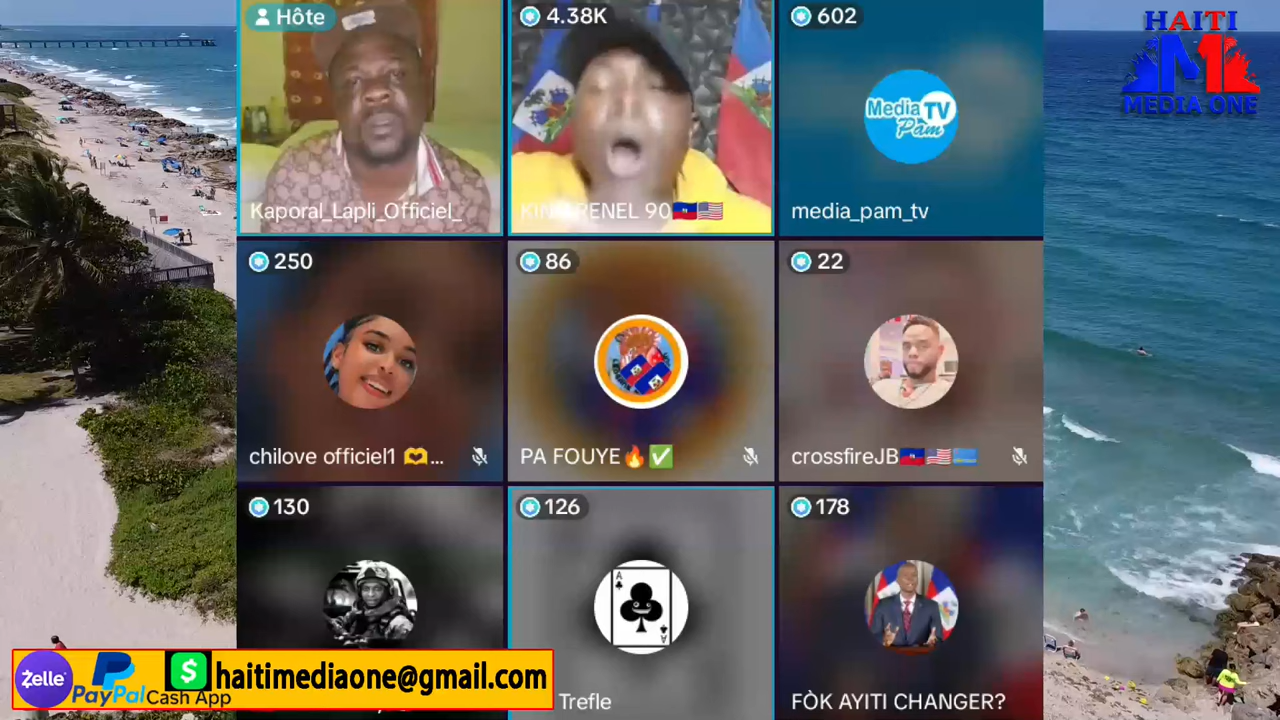 Hôte
4.38K
602
HAITI
M
MEDIA ONE
Media TV
Pam
Kaporal_Lapli_Officiel_
RENEL 90🇭🇹🇺🇸
media_pam_tv
250
86
22
chilove officiel1 🫶...
PA FOUYE🔥✅
crossfireJB🇭🇹🇺🇸🇦🇼
130
126
178
A
A
Zelle
PayPal
Cash App
$
haitimediaone@gmail.com
Trefle
FÒK AYITI CHANGER?